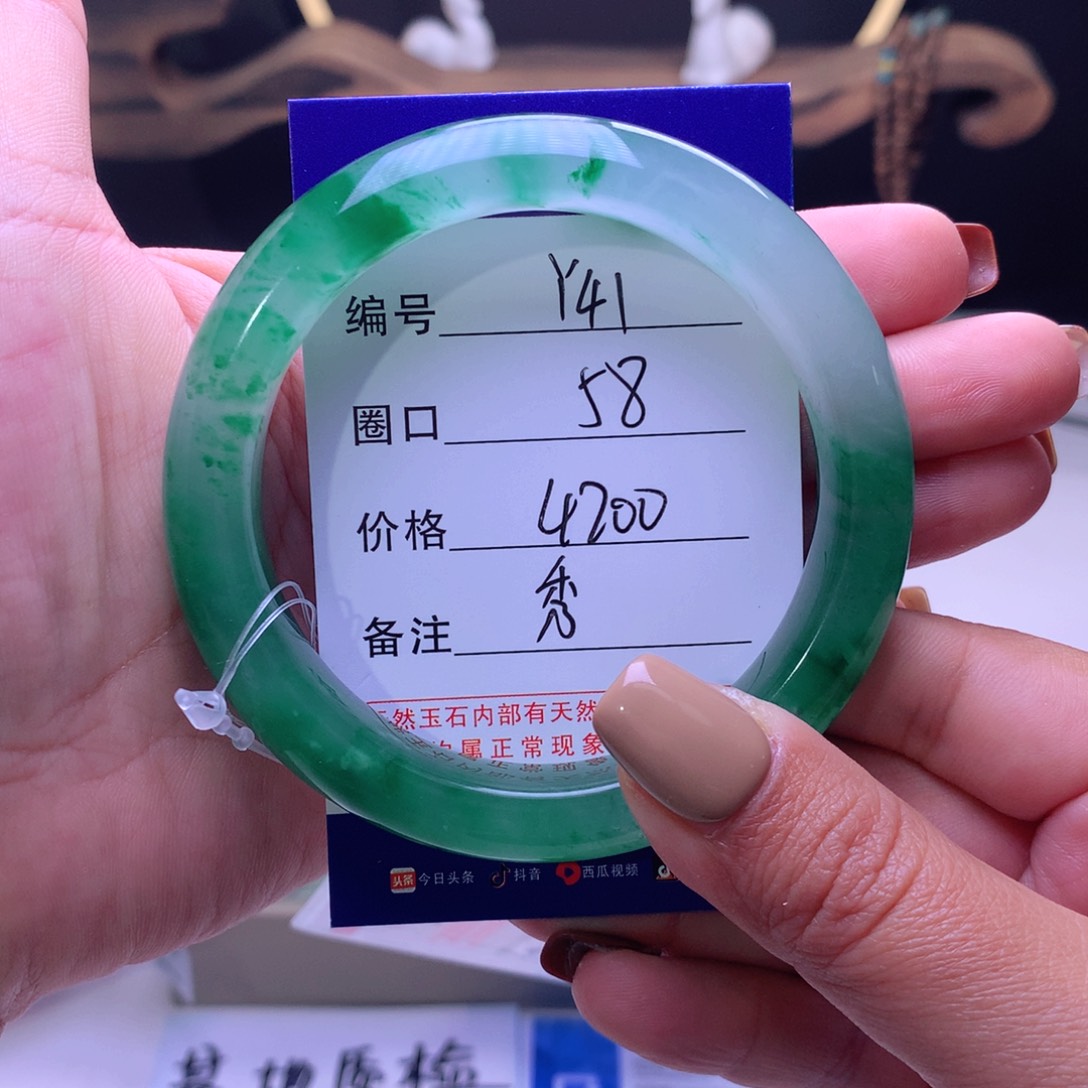 编号 Y41
圈口 58
价格 4200
备注 秀
然玉石内部有天然
属正常现象
今日头条 抖音 西瓜视频